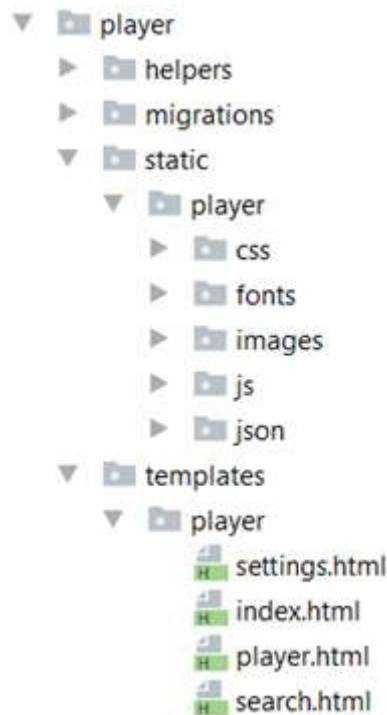 player
helpers
migrations
static
player
css
fonts
images
js
json
templates
player
settings.html
index.html
player.html
search.html